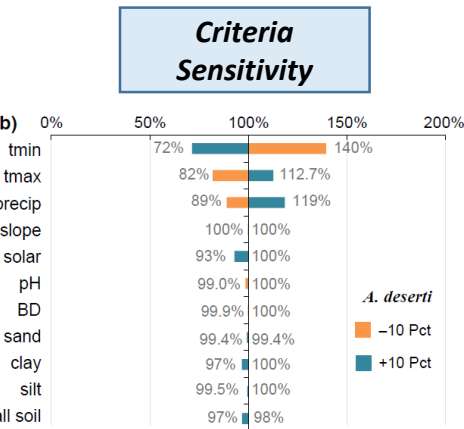 Criteria
Sensitivity
b) 0% 50% 100% 150% 200%
tmin 72% 140%
tmax 82% 112.7%
precip 89% 119%
slope 100% 100%
solar 93% 100%
pH 99.0% 100%
BD 99.9% 100%
sand 99.4% 99.4%
clay 97% 100%
silt 99.5% 100%
all soil 97% 98%
A. deserti
–10 Pct
+10 Pct